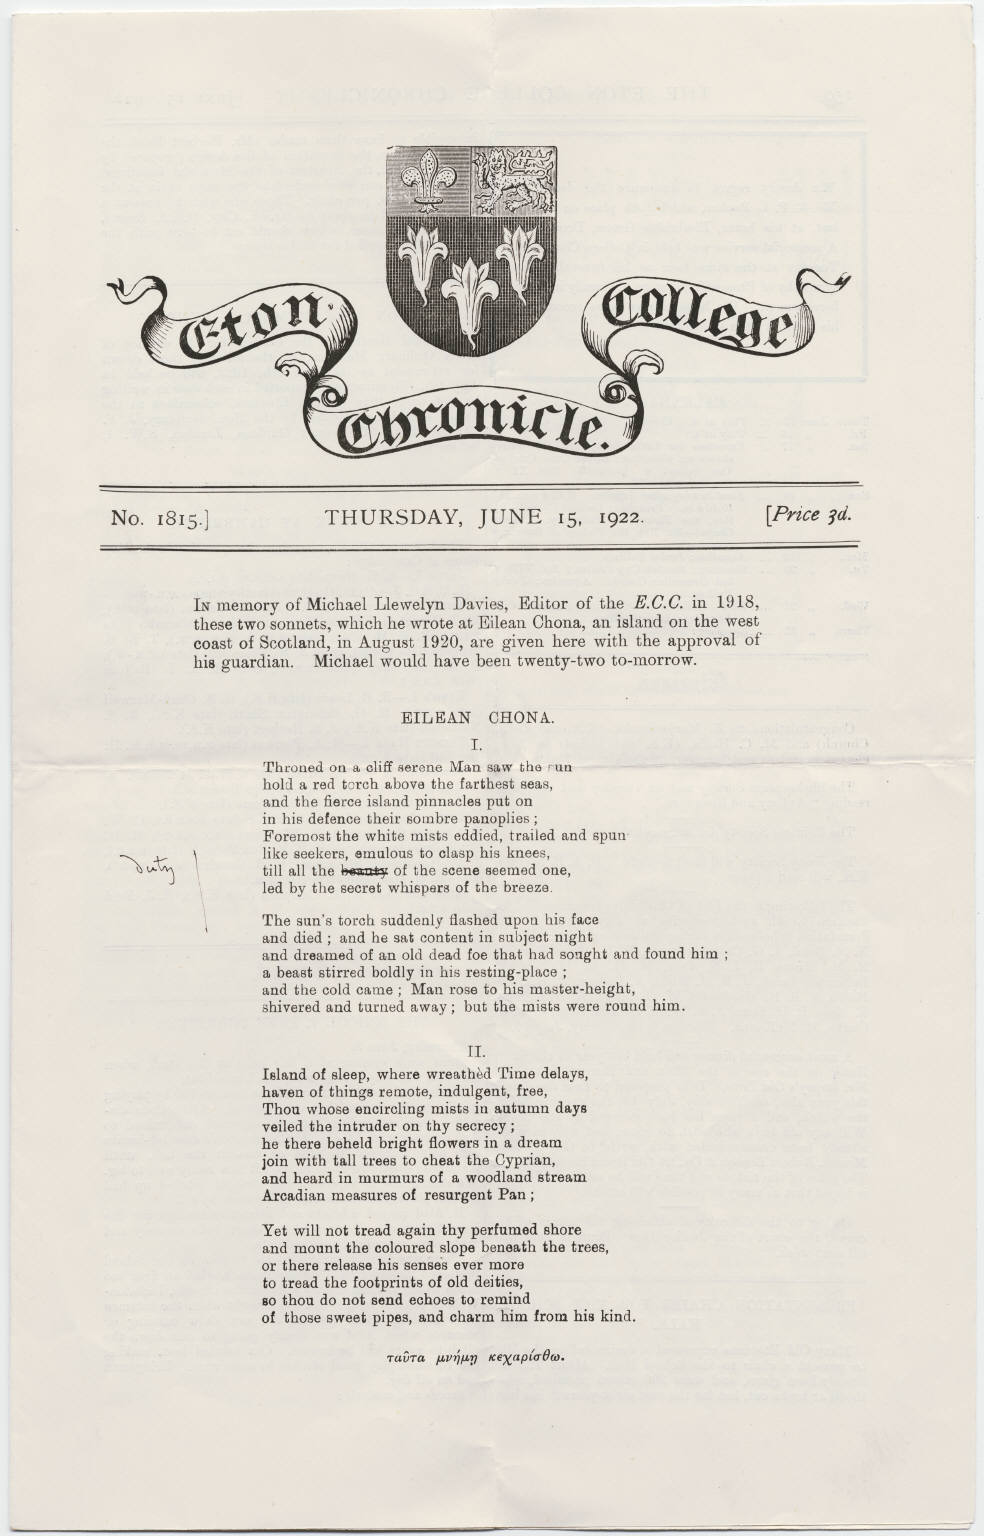 Eton College
Chronicle.
No. 1815.] THURSDAY, JUNE 15, 1922. [Price 3d.
IN memory of Michael Llewelyn Davies, Editor of the E.C.C. in 1918,
these two sonnets, which he wrote at Eilean Chona, an island on the west
coast of Scotland, in August 1920, are given here with the approval of
his guardian. Michael would have been twenty-two to-morrow.
EILEAN CHONA.
I.
Throned on a cliff serene Man saw the sun
hold a red torch above the farthest seas,
and the fierce island pinnacles put on
in his defence their sombre panoplies ;
Foremost the white mists eddied, trailed and spun
like seekers, emulous to clasp his knees,
duty
till all the beauty of the scene seemed one,
led by the secret whispers of the breeze.
The sun's torch suddenly flashed upon his face
and died ; and he sat content in subject night
and dreamed of an old dead foe that had sought and found him ;
a beast stirred boldly in his resting-place ;
and the cold came ; Man rose to his master-height,
shivered and turned away ; but the mists were round him.
II.
Island of sleep, where wreathèd Time delays,
haven of things remote, indulgent, free,
Thou whose encircling mists in autumn days
veiled the intruder on thy secrecy ;
he there beheld bright flowers in a dream
join with tall trees to cheat the Cyprian,
and heard in murmurs of a woodland stream
Arcadian measures of resurgent Pan ;
Yet will not tread again thy perfumed shore
and mount the coloured slope beneath the trees,
or there release his senses ever more
to tread the footprints of old deities,
so thou do not send echoes to remind
of those sweet pipes, and charm him from his kind.
ταῦτα μνήμῃ κεχαρίσθω.